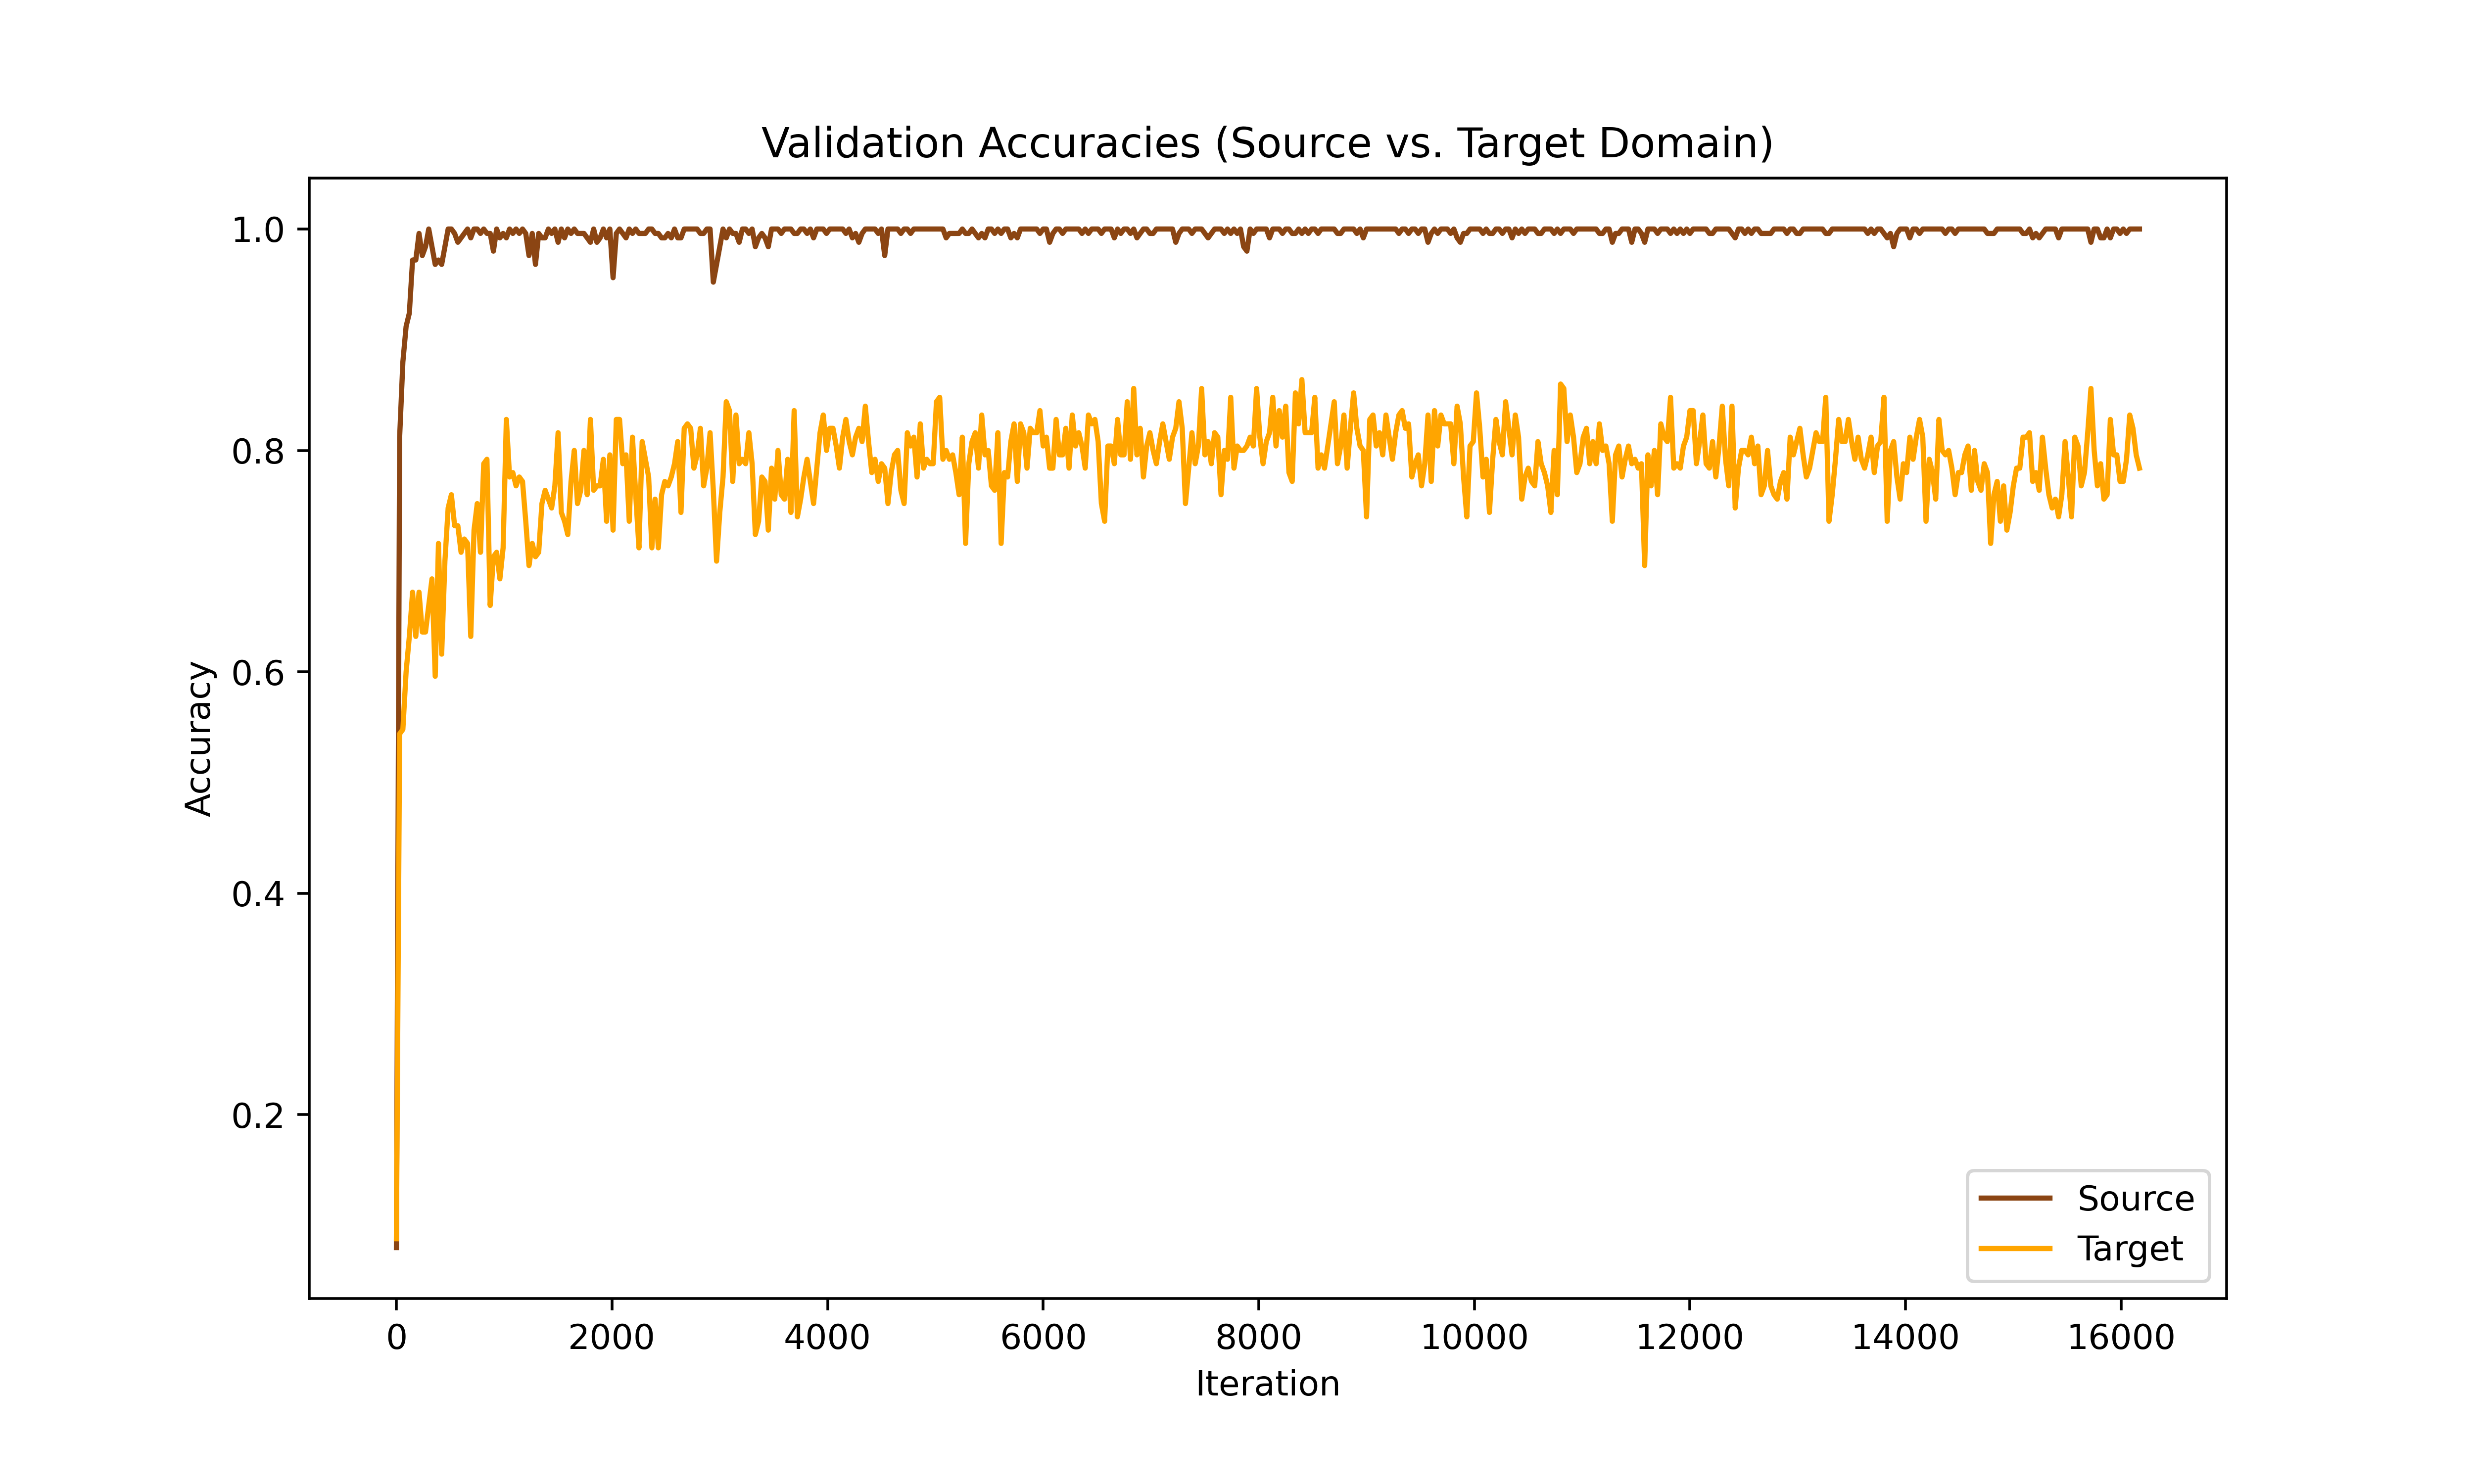 Validation Accuracies (Source vs. Target Domain)
1.0
0.8
0.6
0.4
0.2
Accuracy
Source
Target
0 2000 4000 6000 8000 10000 12000 14000 16000
Iteration